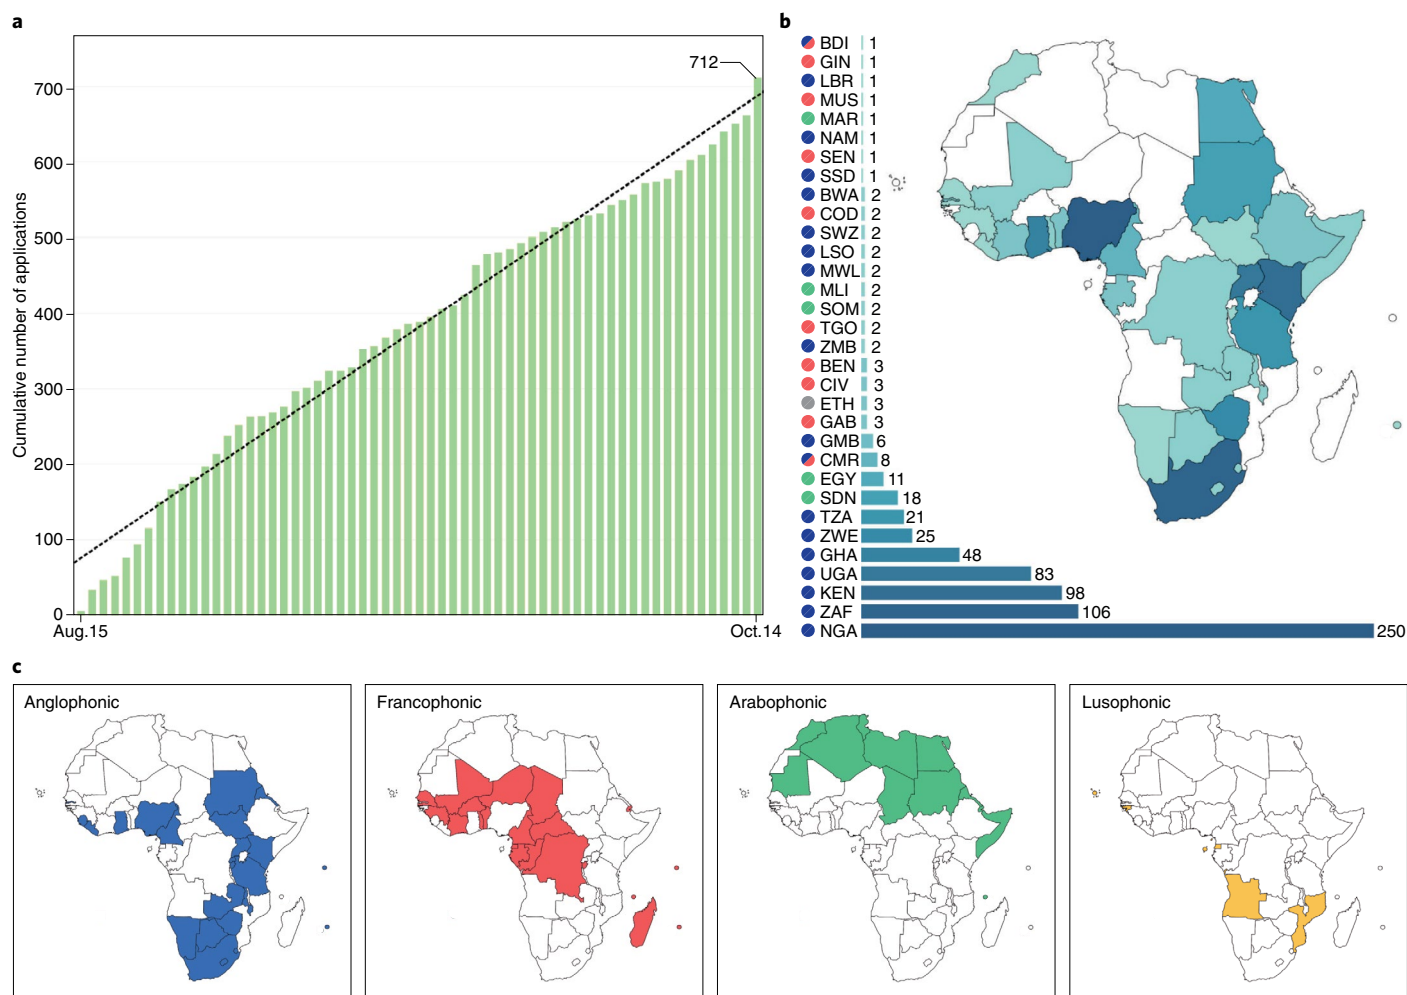 a
712
700
600
500
400
300
200
100
0
Cumulative number of applications
Aug.15
Oct.14
b
BDI 1
GIN 1
LBR 1
MUS 1
MAR 1
NAM 1
SEN 1
SSD 1
BWA 2
COD 2
SWZ 2
LSO 2
MWL 2
MLI 2
SOM 2
TGO 2
ZMB 2
BEN 3
CIV 3
ETH 3
GAB 3
GMB 6
CMR 8
EGY 11
SDN 18
TZA 21
ZWE 25
GHA 48
UGA 83
KEN 98
ZAF 106
NGA 250
c
Anglophonic
Francophonic
Arabophonic
Lusophonic